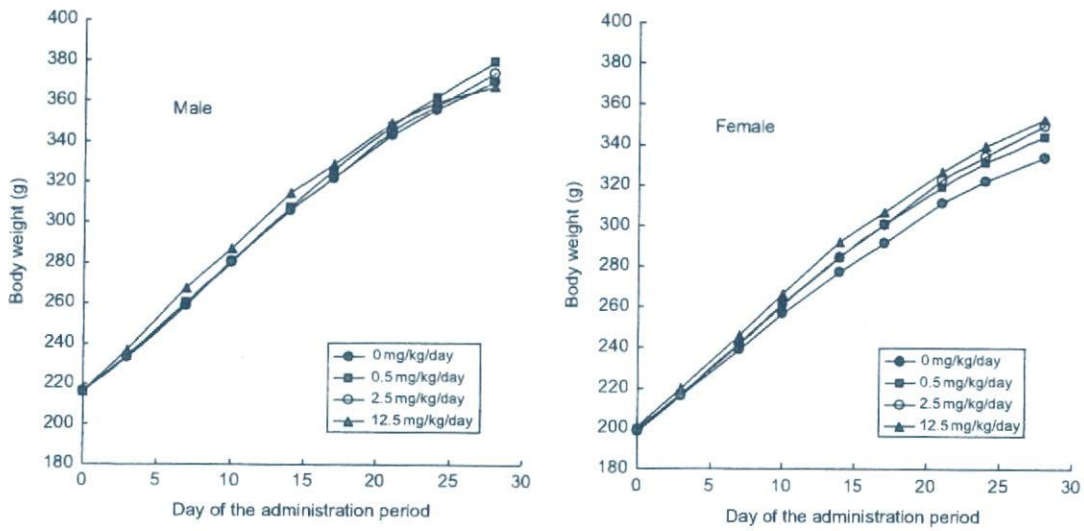 400
380
360
340
320
300
280
260
240
220
200
180
Body weight (g)
Male
0 mg/kg/day
0.5 mg/kg/day
2.5 mg/kg/day
12.5 mg/kg/day
0 5 10 15 20 25 30
Day of the administration period
400
380
360
340
320
300
280
260
240
220
200
180
Body weight (g)
Female
0 mg/kg/day
0.5 mg/kg/day
2.5 mg/kg/day
12.5 mg/kg/day
0 5 10 15 20 25 30
Day of the administration period